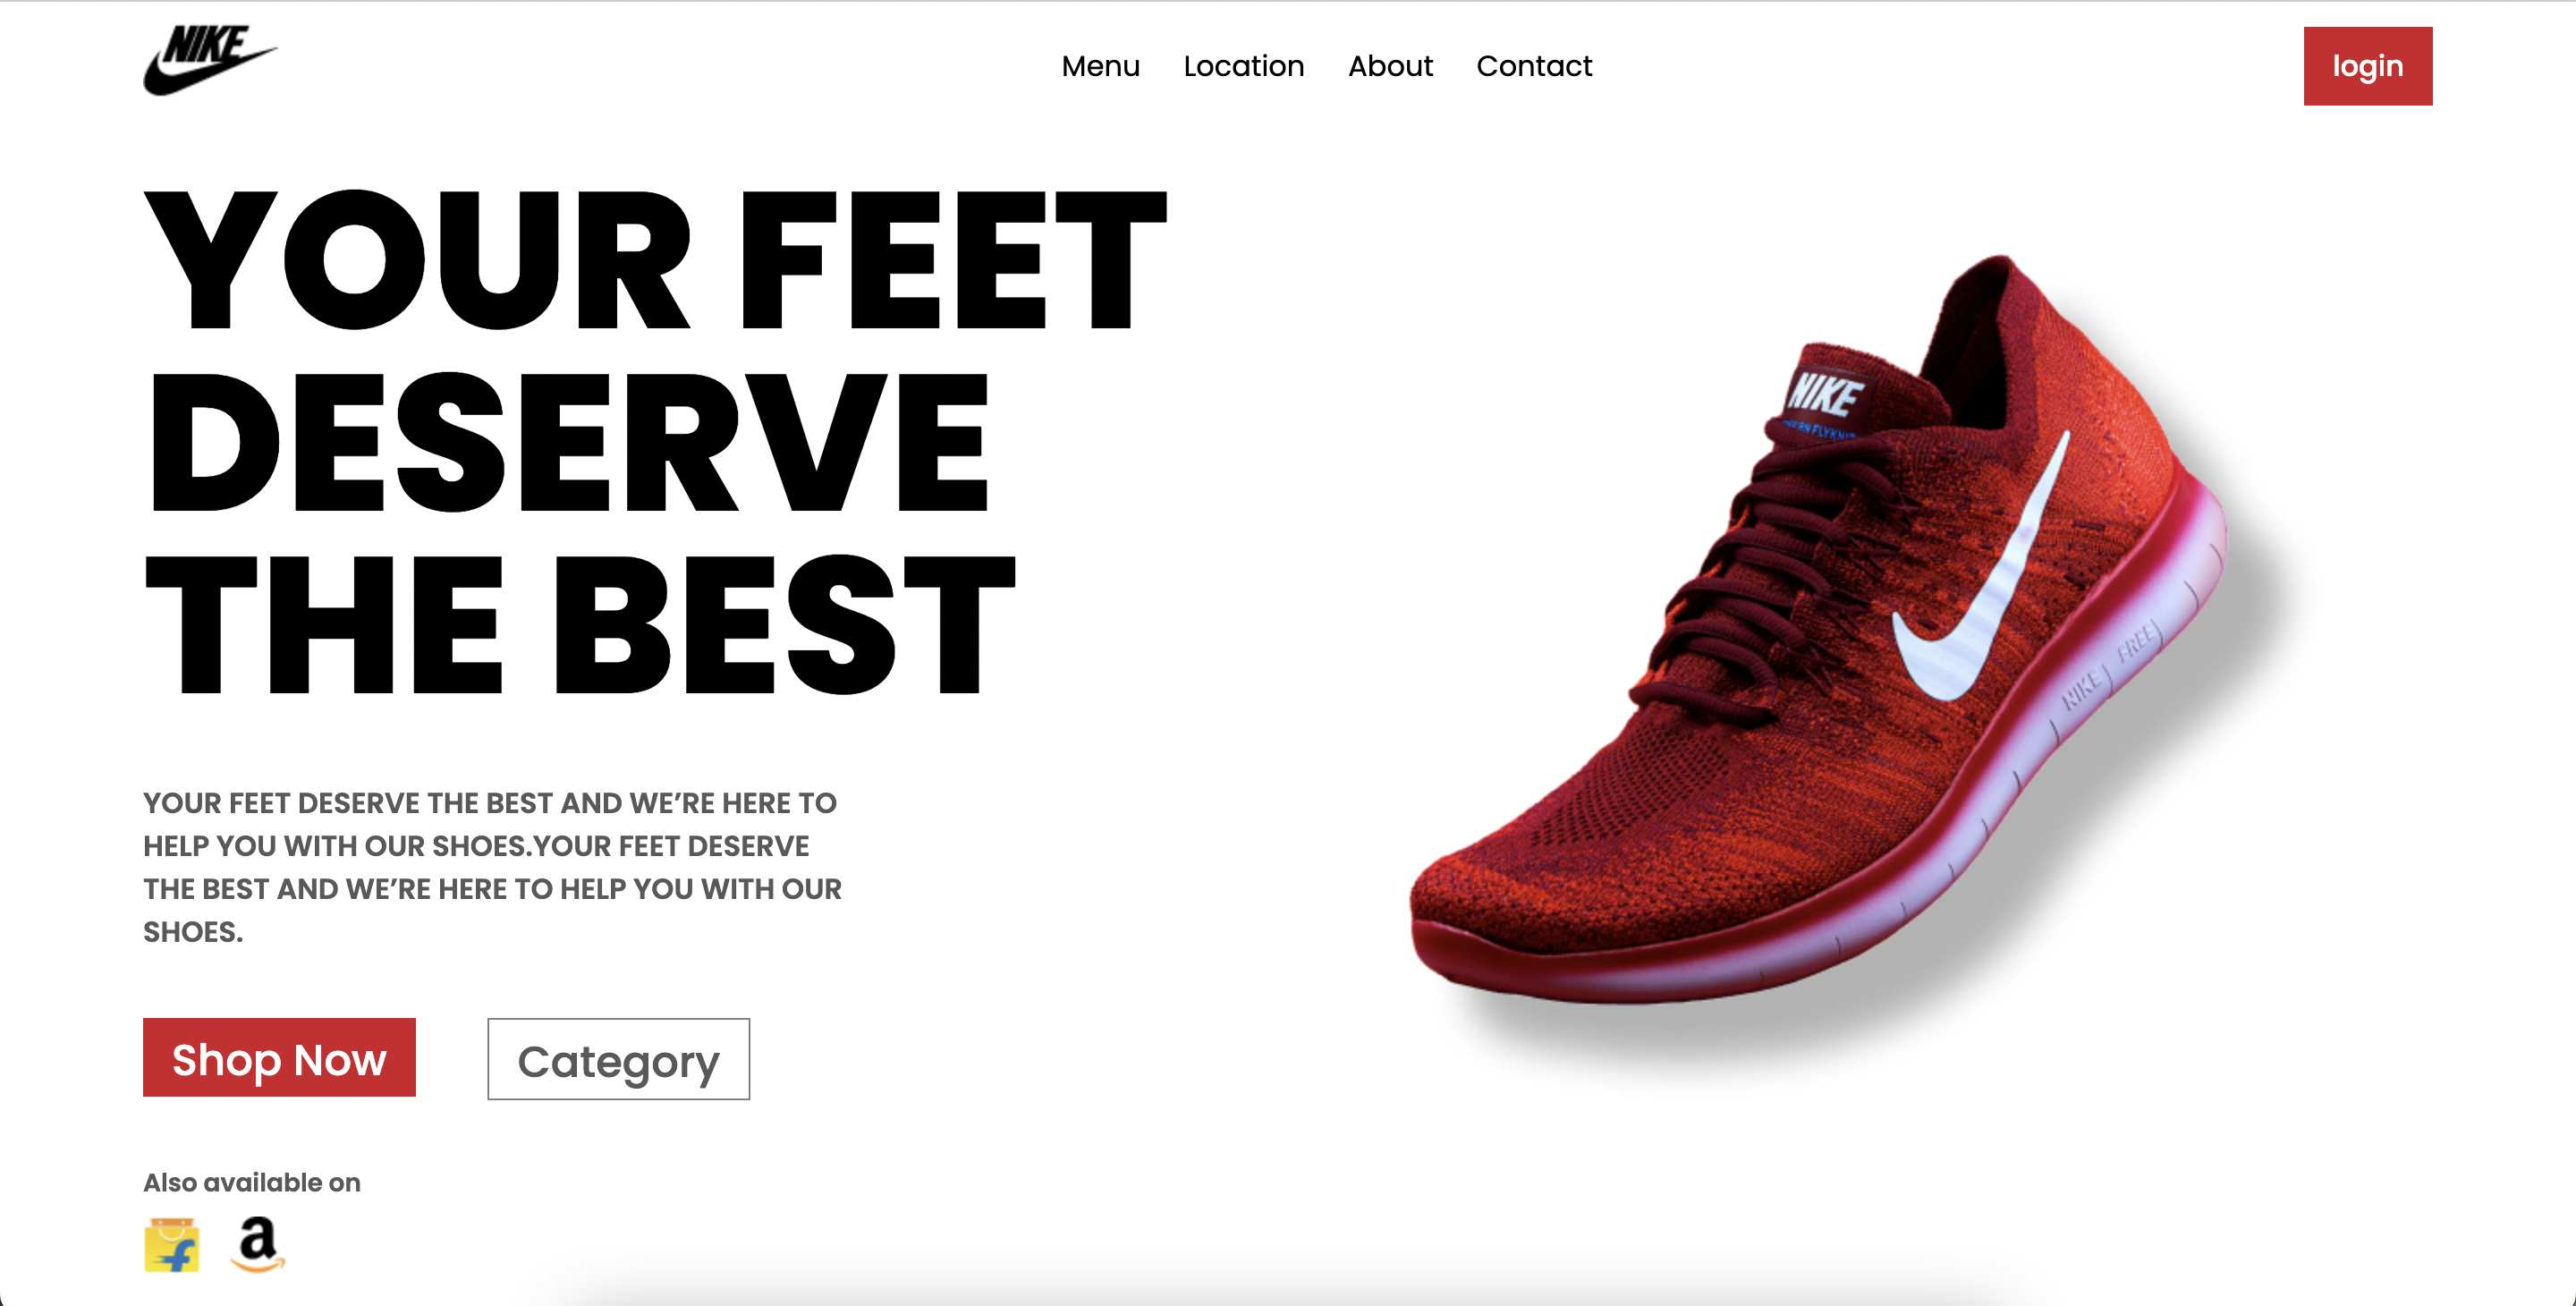 NIKE
Menu Location About Contact
login
YOUR FEET
DESERVE
THE BEST
NIKE
YOUR FEET DESERVE THE BEST AND WE’RE HERE TO
HELP YOU WITH OUR SHOES.YOUR FEET DESERVE
THE BEST AND WE’RE HERE TO HELP YOU WITH OUR
SHOES.
NIKE FREE
Shop Now
Category
Also available on
f
a